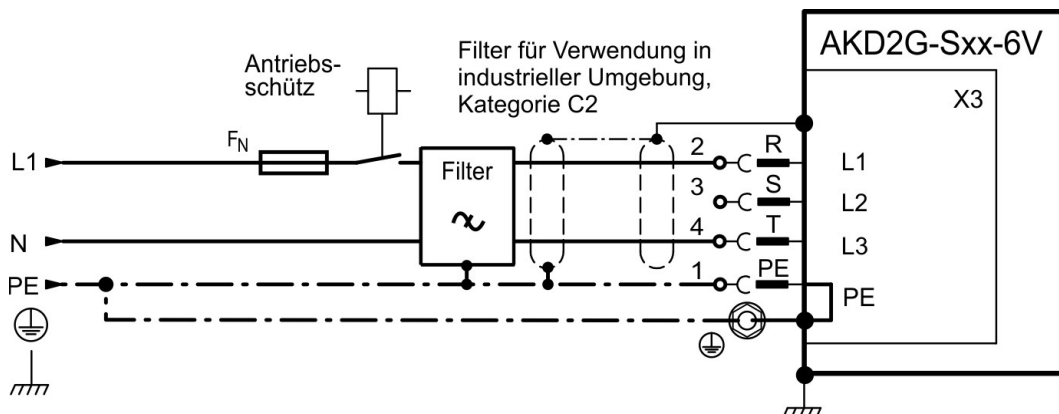 AKD2G-Sxx-6V
X3
Antriebs-
schütz
Filter für Verwendung in
industrieller Umgebung,
Kategorie C2
L1
FN
Filter
2
R
L1
3
S
L2
N
4
T
L3
PE
1
PE
PE